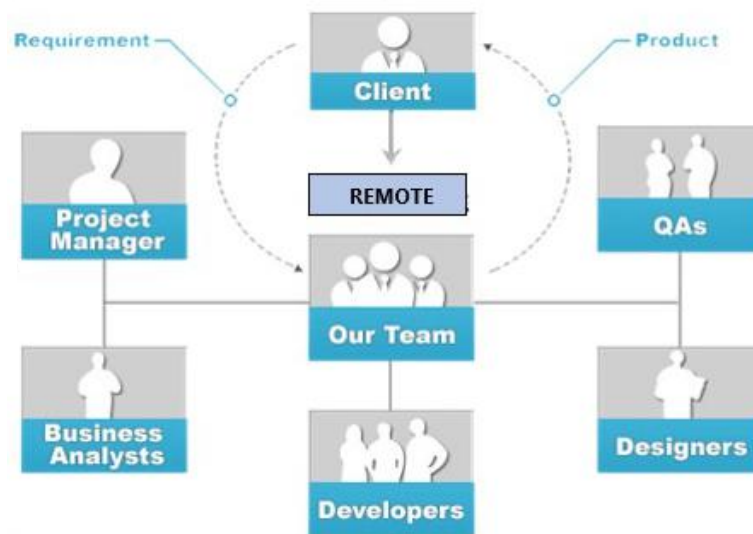 Requirement
Product
Client
REMOTE
Project
Manager
QAs
Our Team
Business
Analysts
Designers
Developers